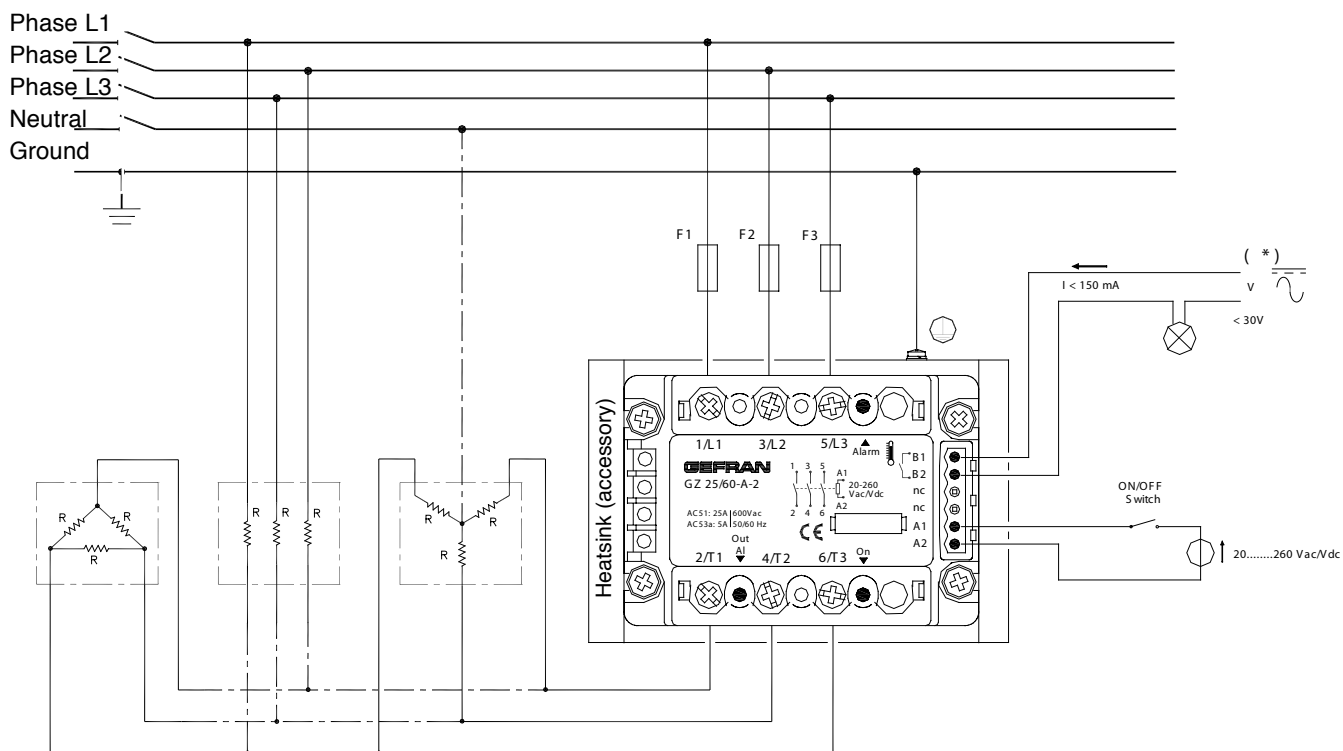 Phase L1
Phase L2
Phase L3
Neutral
Ground
F1 F2 F3
( * )
I < 150 mA
V
< 30V
Heatsink (accessory)
1/L1 3/L2 5/L3
Alarm
B1
B2
nc
nc
A1
A2
GEFRAN
GZ 25/60-A-2
1 3 5
A1
20-260
Vac/Vdc
A2
2 4 6
AC51: 25A 600Vac
AC53a: 5A 50/60 Hz
CE
Out
Al
On
2/T1 4/T2 6/T3
ON/OFF
Switch
20........260 Vac/Vdc
R R
R
R R R
R R
R